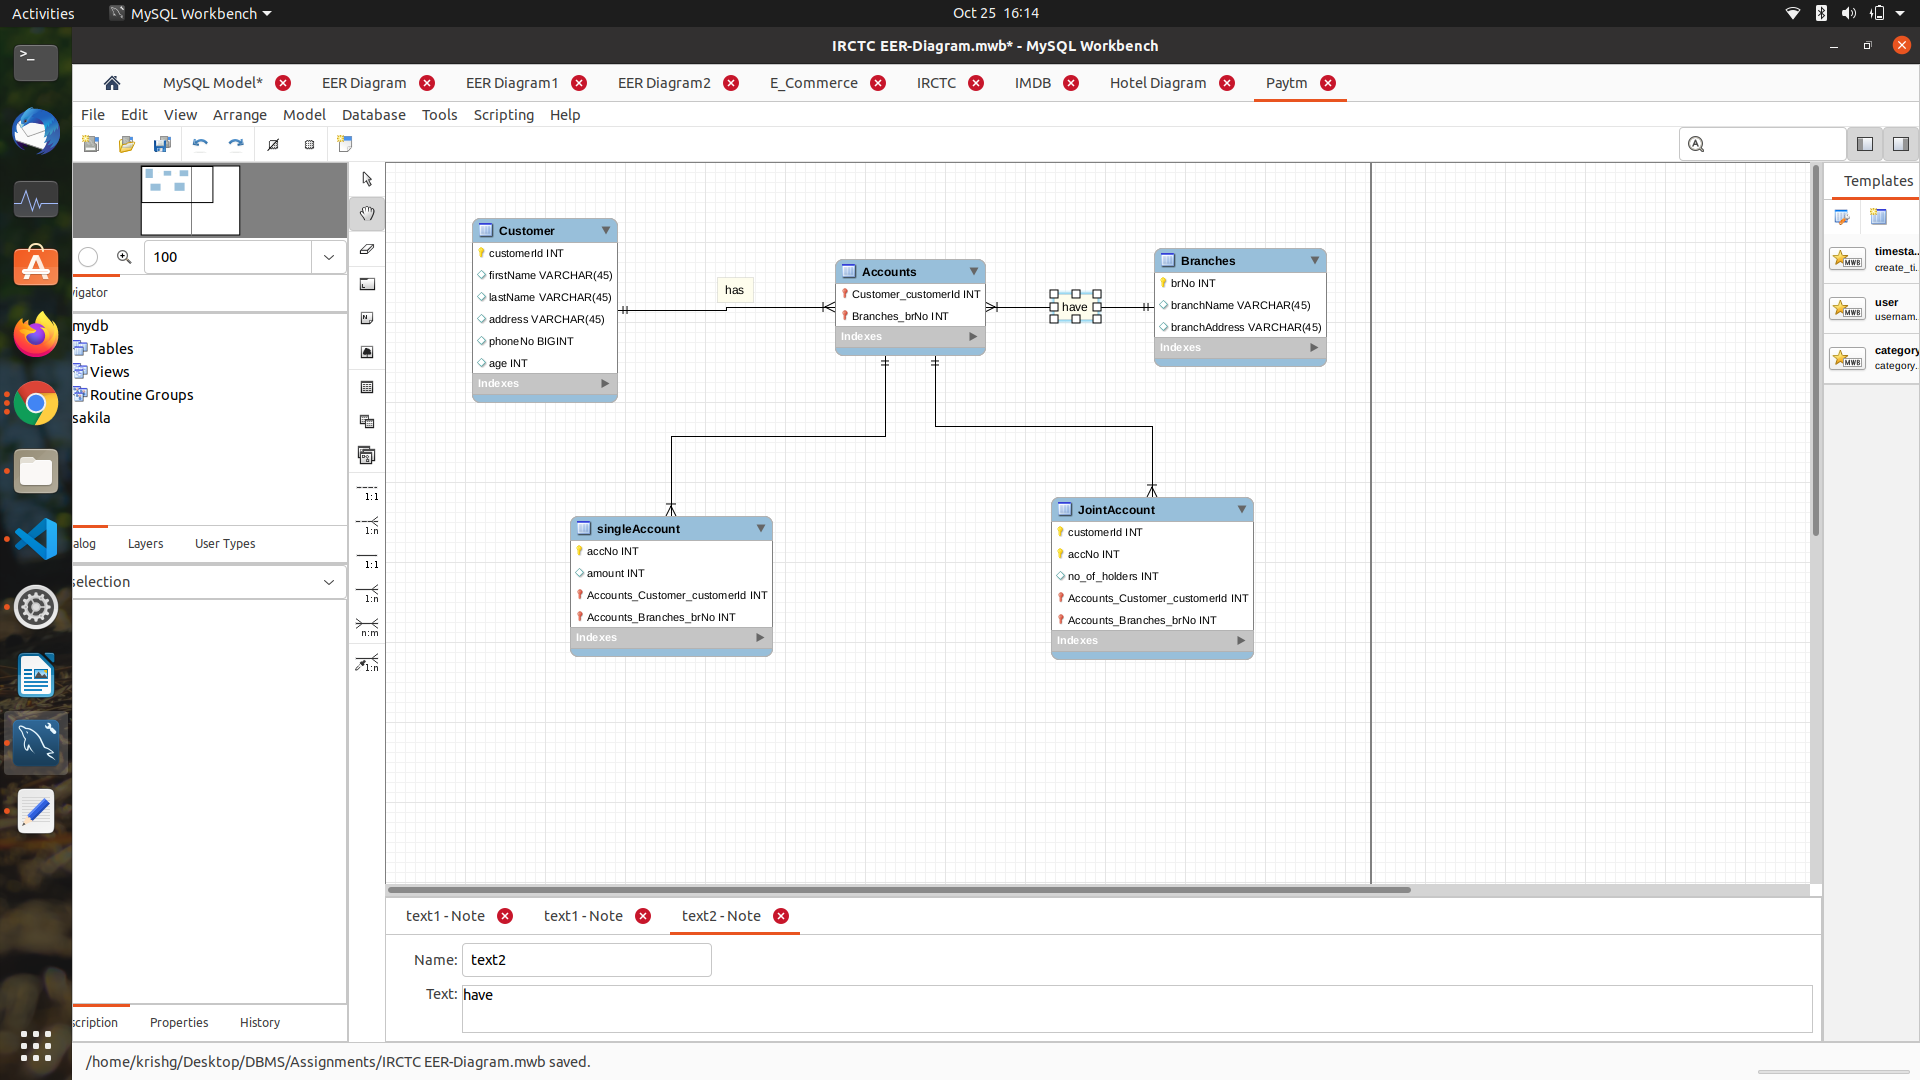 Activities
MySQL Workbench
Oct 25 16:14
IRCTC EER-Diagram.mwb* - MySQL Workbench
MySQL Model*
EER Diagram
EER Diagram1
EER Diagram2
E_Commerce
IRCTC
IMDB
Hotel Diagram
Paytm
File Edit View Arrange Model Database Tools Scripting Help
100
vigator
mydb
Tables
Views
Routine Groups
sakila
alog
Layers
User Types
selection
scription
Properties
History
1:1
1:n
1:1
1:n
n:m
1:n
Customer
customerId INT
firstName VARCHAR(45)
lastName VARCHAR(45)
address VARCHAR(45)
phoneNo BIGINT
age INT
Indexes
has
Accounts
Customer_customerId INT
Branches_brNo INT
Indexes
have
Branches
brNo INT
branchName VARCHAR(45)
branchAddress VARCHAR(45)
Indexes
singleAccount
accNo INT
amount INT
Accounts_Customer_customerId INT
Accounts_Branches_brNo INT
Indexes
JointAccount
customerId INT
accNo INT
no_of_holders INT
Accounts_Customer_customerId INT
Accounts_Branches_brNo INT
Indexes
Templates
MWB
timesta..
create_ti..
MWB
user
usernam.
MWB
category
category.
text1 - Note
text1 - Note
text2 - Note
Name: text2
Text: have
/home/krishg/Desktop/DBMS/Assignments/IRCTC EER-Diagram.mwb saved.